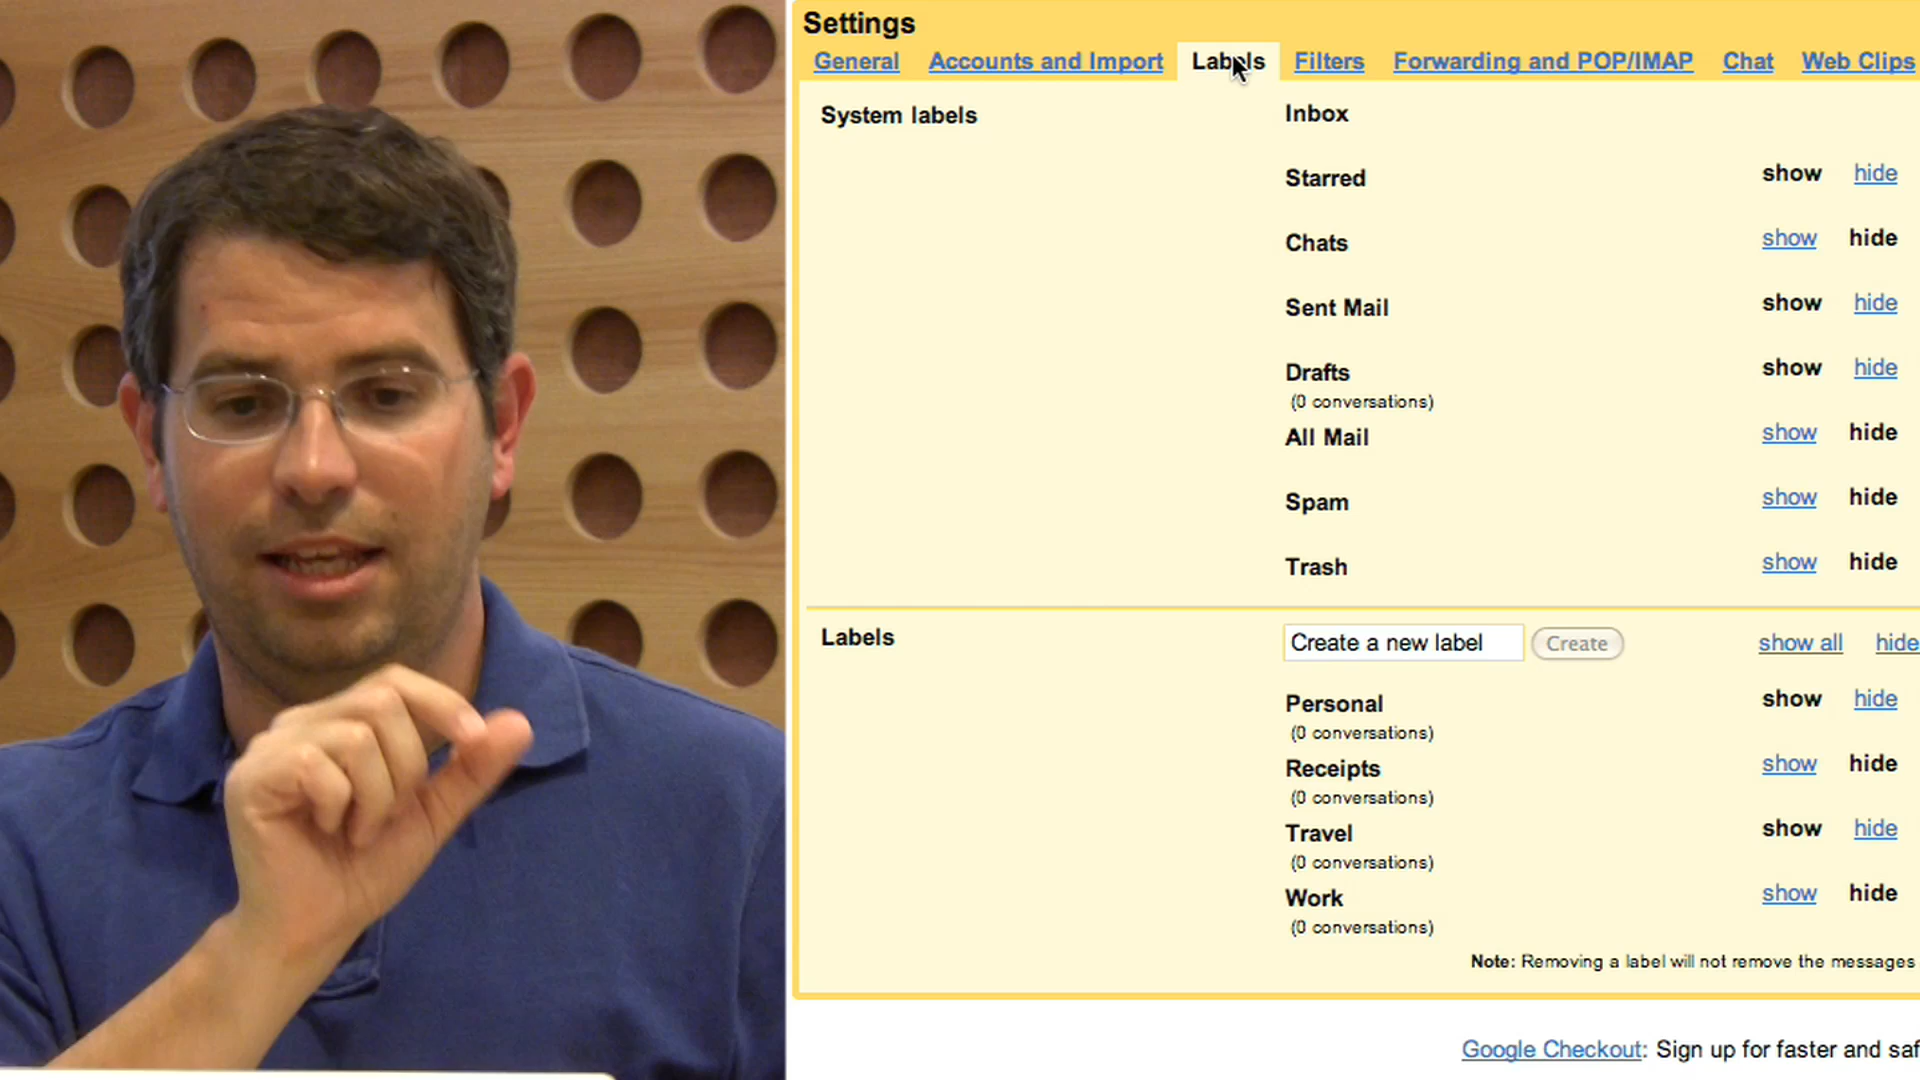 Settings
General Accounts and Import Labels Filters Forwarding and POP/IMAP Chat Web Clips
System labels
Inbox
Starred show hide
Chats show hide
Sent Mail show hide
Drafts show hide
(0 conversations)
All Mail show hide
Spam show hide
Trash show hide
Labels Create a new label Create show all hide
Personal show hide
(0 conversations)
Receipts show hide
(0 conversations)
Travel show hide
(0 conversations)
Work show hide
(0 conversations)
Note: Removing a label will not remove the messages
Google Checkout: Sign up for faster and saf